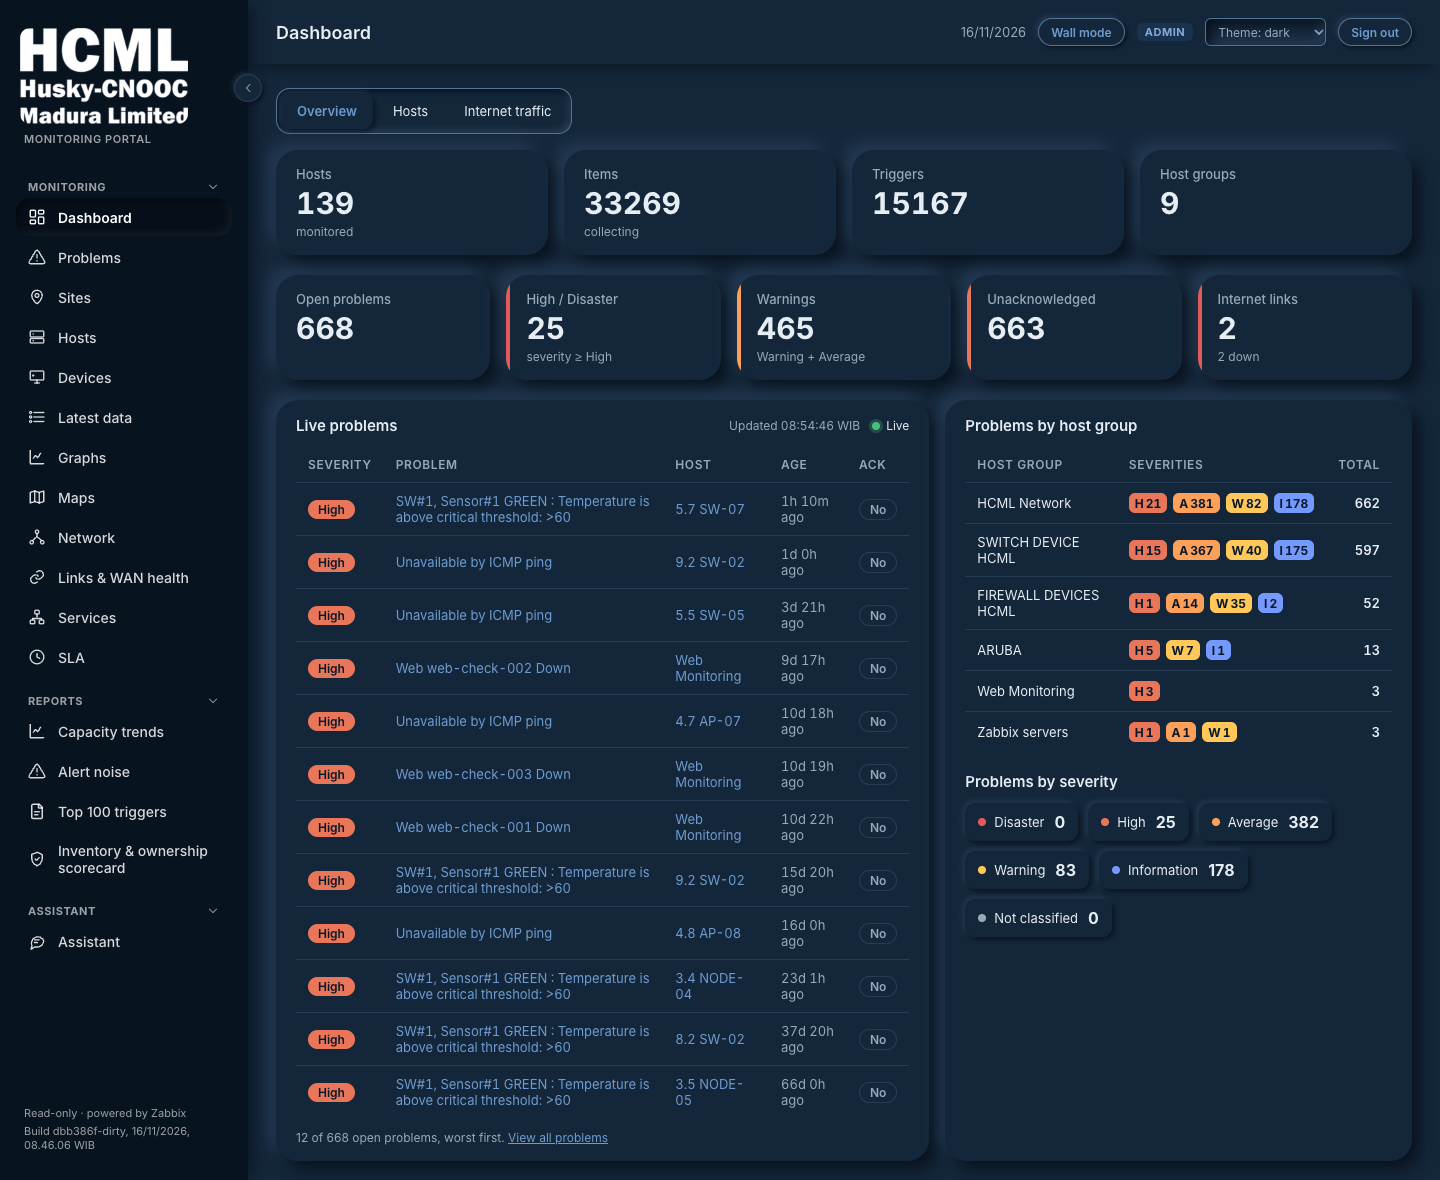 HCML
Husky-CNOOC
Madura Limited
MONITORING PORTAL
MONITORING
Dashboard
Problems
Sites
Hosts
Devices
Latest data
Graphs
Maps
Network
Links & WAN health
Services
SLA
REPORTS
Capacity trends
Alert noise
Top 100 triggers
Inventory & ownership
scorecard
ASSISTANT
Assistant
Read-only · powered by Zabbix
Build dbb386f-dirty, 16/11/2026,
08.46.06 WIB
Dashboard
16/11/2026
Wall mode
ADMIN
Theme: dark
Sign out
Overview Hosts Internet traffic
Hosts
139
monitored
Items
33269
collecting
Triggers
15167
Host groups
9
Open problems
668
High / Disaster
25
severity ≥ High
Warnings
465
Warning + Average
Unacknowledged
663
Internet links
2
2 down
Live problems
Updated 08:54:46 WIB Live
SEVERITY PROBLEM HOST AGE ACK
High SW#1, Sensor#1 GREEN : Temperature is 5.7 SW-07 1h 10m No
above critical threshold: >60 ago
High Unavailable by ICMP ping 9.2 SW-02 1d 0h No
ago
High Unavailable by ICMP ping 5.5 SW-05 3d 21h No
ago
High Web web-check-002 Down Web 9d 17h No
Monitoring ago
High Unavailable by ICMP ping 4.7 AP-07 10d 18h No
ago
High Web web-check-003 Down Web 10d 19h No
Monitoring ago
High Web web-check-001 Down Web 10d 22h No
Monitoring ago
High SW#1, Sensor#1 GREEN : Temperature is 9.2 SW-02 15d 20h No
above critical threshold: >60 ago
High Unavailable by ICMP ping 4.8 AP-08 16d 0h No
ago
High SW#1, Sensor#1 GREEN : Temperature is 3.4 NODE- 23d 1h No
above critical threshold: >60 04 ago
High SW#1, Sensor#1 GREEN : Temperature is 8.2 SW-02 37d 20h No
above critical threshold: >60 ago
High SW#1, Sensor#1 GREEN : Temperature is 3.5 NODE- 66d 0h No
above critical threshold: >60 05 ago
12 of 668 open problems, worst first. View all problems
Problems by host group
HOST GROUP SEVERITIES TOTAL
HCML Network H 21 A 381 W 82 I 178 662
SWITCH DEVICE H 15 A 367 W 40 I 175 597
HCML
FIREWALL DEVICES H 1 A 14 W 35 I 2 52
HCML
ARUBA H 5 W 7 I 1 13
Web Monitoring H 3 3
Zabbix servers H 1 A 1 W 1 3
Problems by severity
Disaster 0 High 25 Average 382
Warning 83 Information 178
Not classified 0